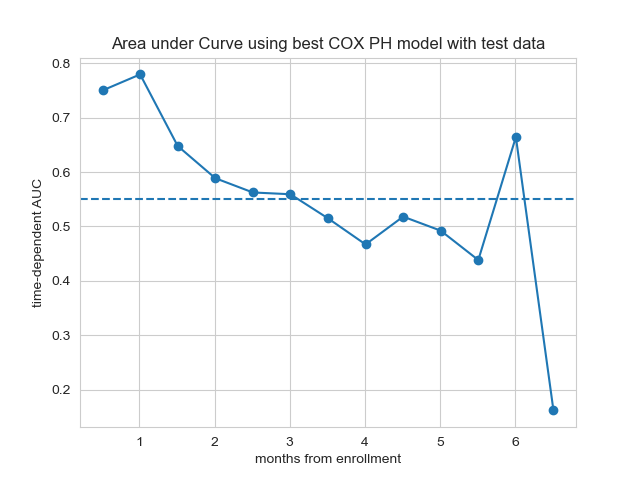 Area under Curve using best COX PH model with test data
time-dependent AUC
0.8
0.7
0.6
0.5
0.4
0.3
0.2
1 2 3 4 5 6
months from enrollment